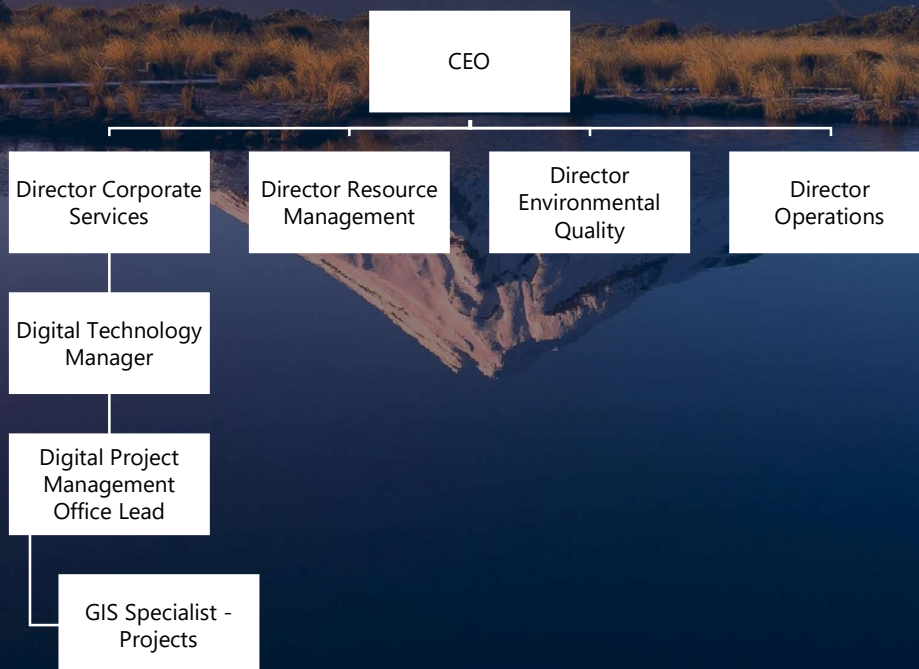 CEO
Director Corporate
Services
Director Resource
Management
Director
Environmental
Quality
Director
Operations
Digital Technology
Manager
Digital Project
Management
Office Lead
GIS Specialist -
Projects